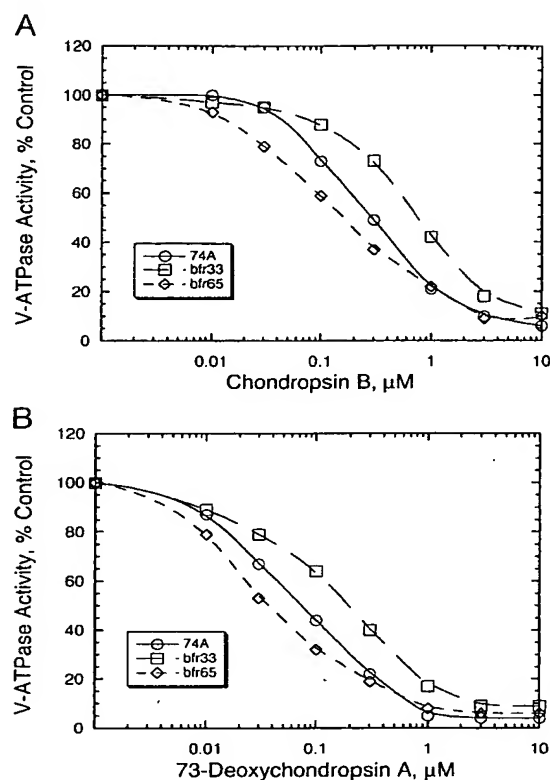 A
120
100
80
60
40
20
0
V-ATPase Activity, % Control
74A
bfr33
bfr65
0.01 0.1 1 10
Chondropsin B, μM
B
120
100
80
60
40
20
0
V-ATPase Activity, % Control
74A
bfr33
bfr65
0.01 0.1 1 10
73-Deoxychondropsin A, μM